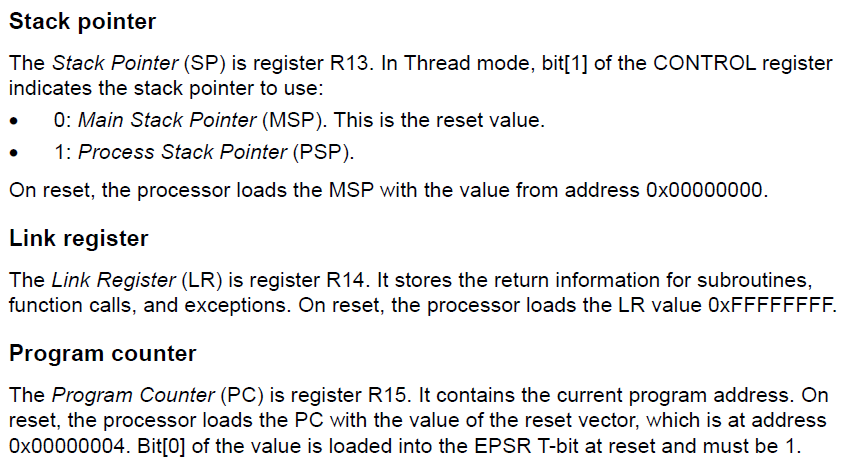 Stack pointer
The Stack Pointer (SP) is register R13. In Thread mode, bit[1] of the CONTROL register
indicates the stack pointer to use:
• 0: Main Stack Pointer (MSP). This is the reset value.
• 1: Process Stack Pointer (PSP).
On reset, the processor loads the MSP with the value from address 0x00000000.
Link register
The Link Register (LR) is register R14. It stores the return information for subroutines,
function calls, and exceptions. On reset, the processor loads the LR value 0xFFFFFFFF.
Program counter
The Program Counter (PC) is register R15. It contains the current program address. On
reset, the processor loads the PC with the value of the reset vector, which is at address
0x00000004. Bit[0] of the value is loaded into the EPSR T-bit at reset and must be 1.